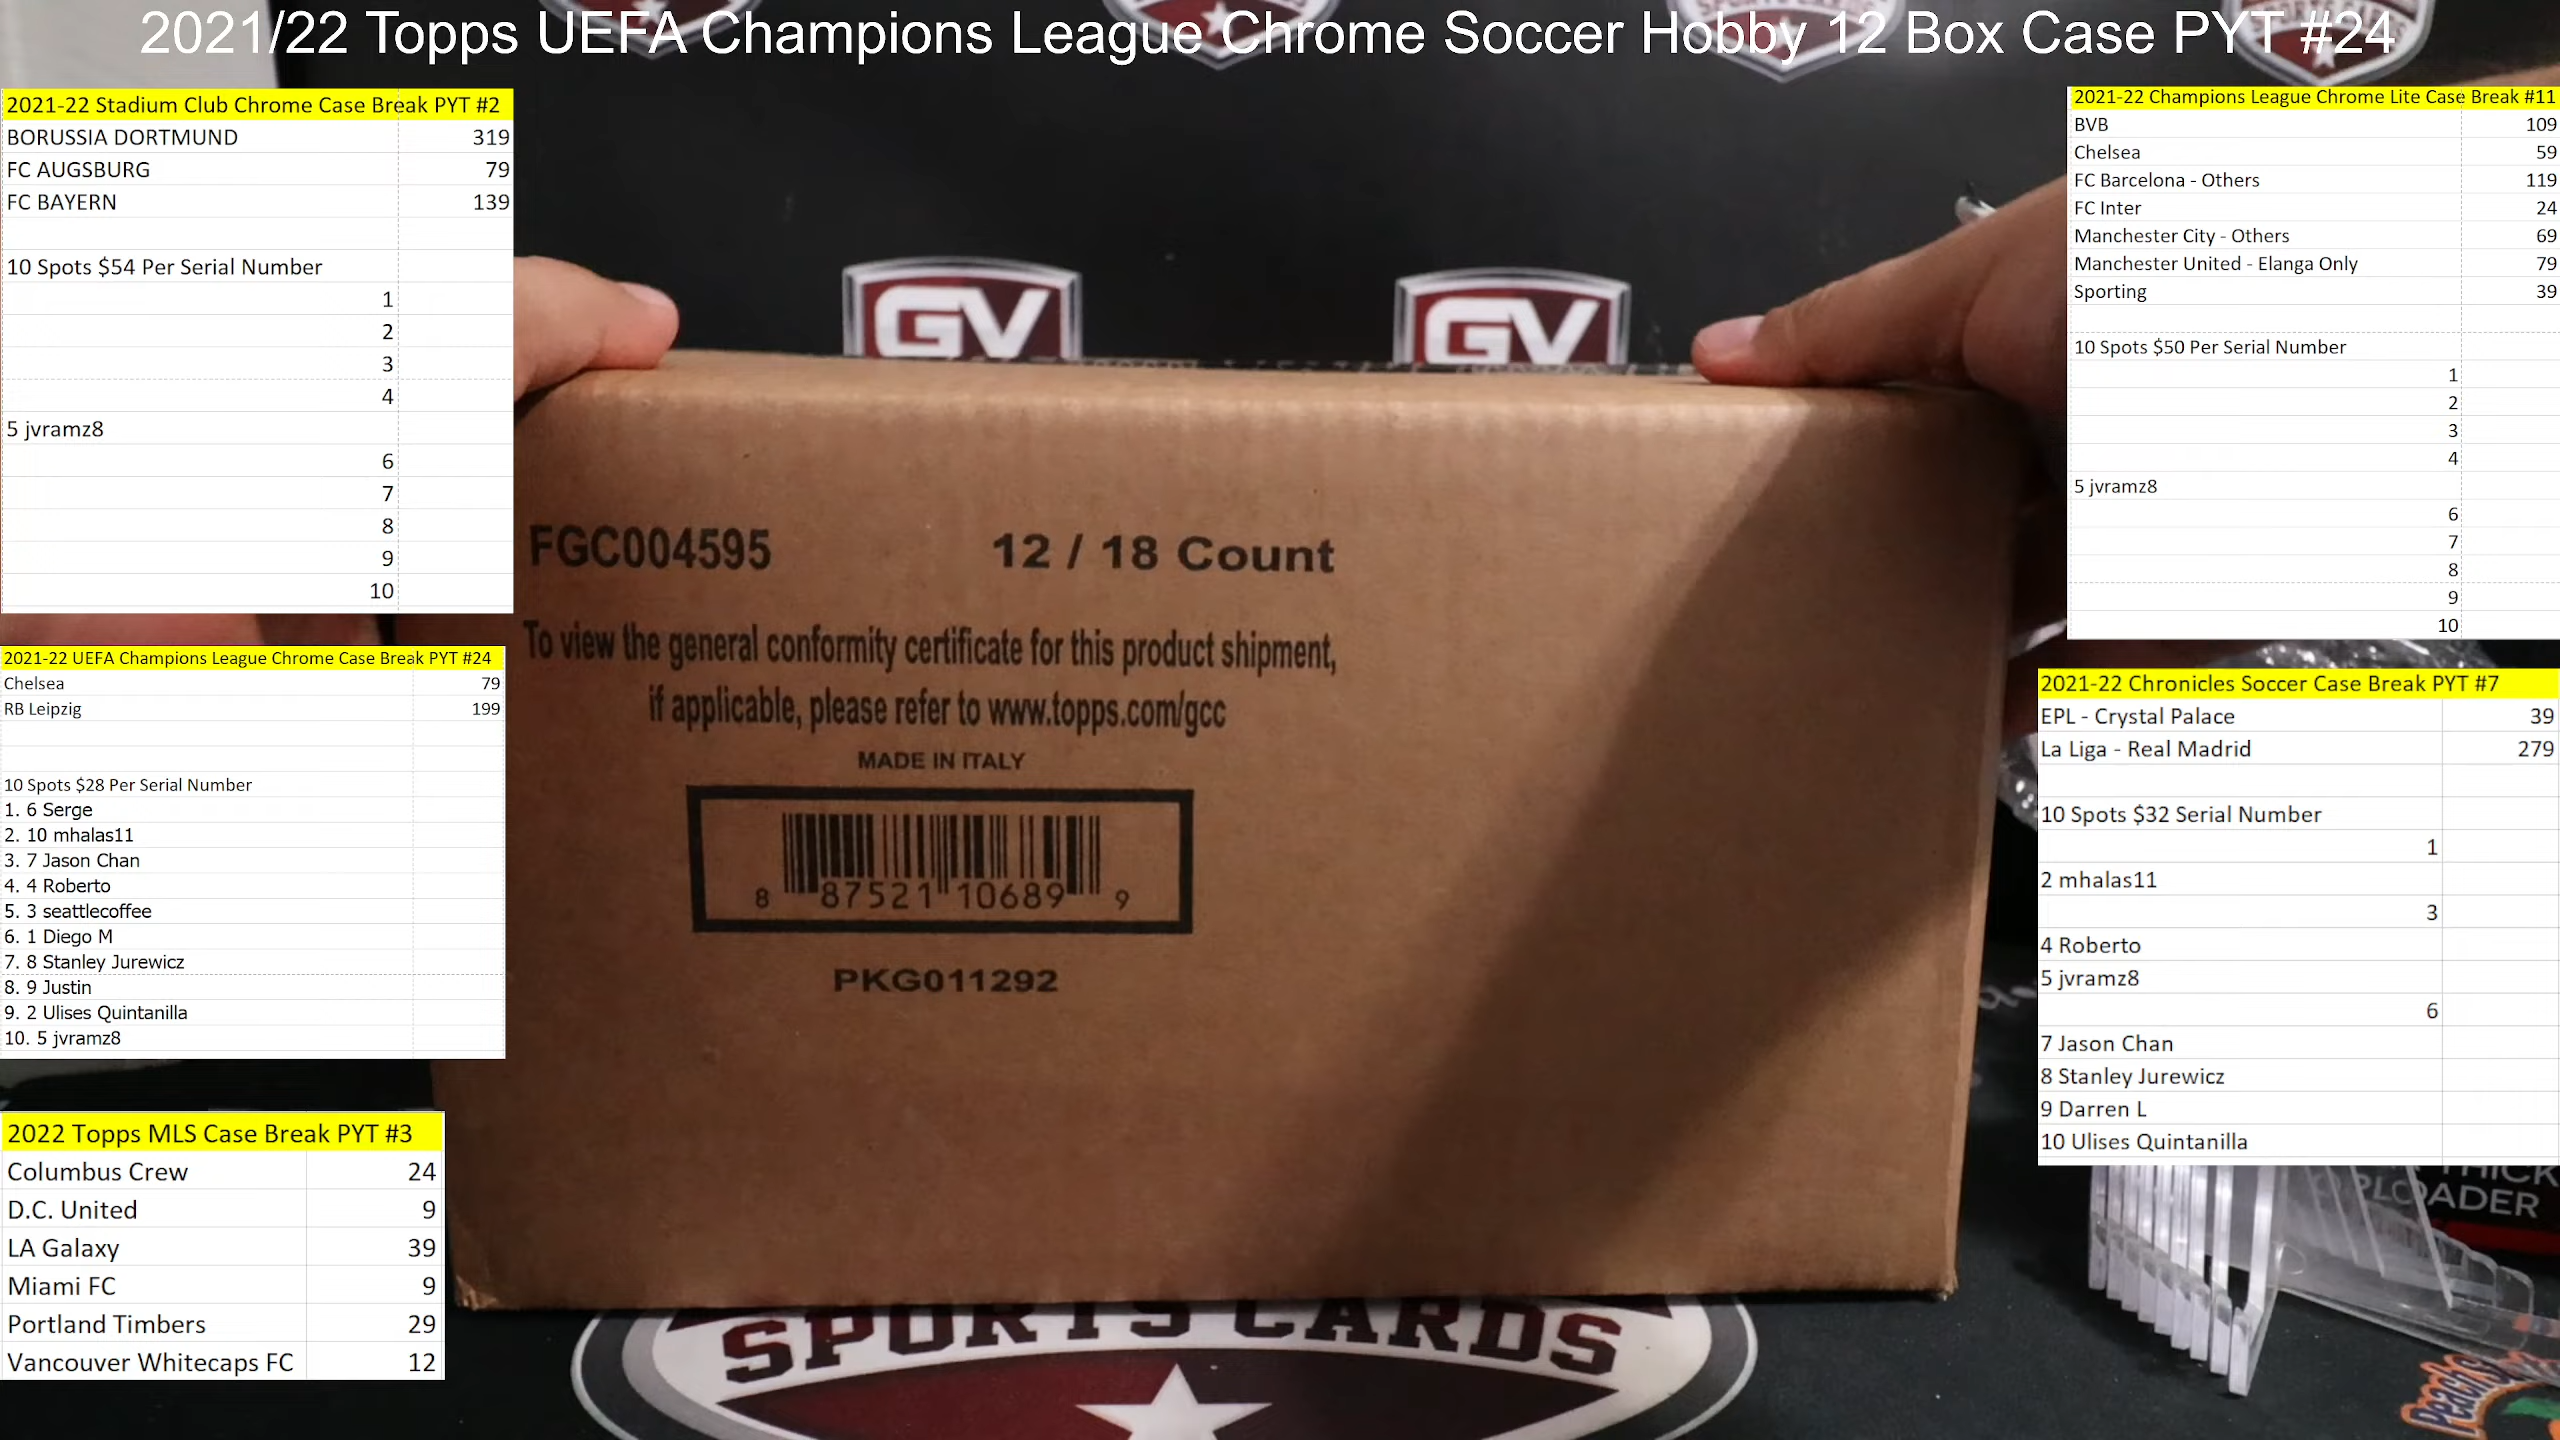 2021/22 Topps UEFA Champions League Chrome Soccer Hobby 12 Box Case PYT #24
2021-22 Stadium Club Chrome Case Break PYT #2
BORUSSIA DORTMUND 319
FC AUGSBURG 79
FC BAYERN 139
10 Spots $54 Per Serial Number
1
2
3
4
5 jvramz8
6
7
8
9
10
2021-22 UEFA Champions League Chrome Case Break PYT #24
Chelsea 79
RB Leipzig 199
10 Spots $28 Per Serial Number
1. 6 Serge
2. 10 mhalas11
3. 7 Jason Chan
4. 4 Roberto
5. 3 seattlecoffee
6. 1 Diego M
7. 8 Stanley Jurewicz
8. 9 Justin
9. 2 Ulises Quintanilla
10. 5 jvramz8
2022 Topps MLS Case Break PYT #3
Columbus Crew 24
D.C. United 9
LA Galaxy 39
Miami FC 9
Portland Timbers 29
Vancouver Whitecaps FC 12
GV
GV
FGC004595 12 / 18 Count
To view the general conformity certificate for this product shipment,
if applicable, please refer to www.topps.com/gcc
MADE IN ITALY
8 87521 10689 9
PKG011292
SPORTS CARDS
2021-22 Champions League Chrome Lite Case Break #11
BVB 109
Chelsea 59
FC Barcelona - Others 119
FC Inter 24
Manchester City - Others 69
Manchester United - Elanga Only 79
Sporting 39
10 Spots $50 Per Serial Number
1
2
3
4
5 jvramz8
6
7
8
9
10
2021-22 Chronicles Soccer Case Break PYT #7
EPL - Crystal Palace 39
La Liga - Real Madrid 279
10 Spots $32 Serial Number
1
2 mhalas11
3
4 Roberto
5 jvramz8
6
7 Jason Chan
8 Stanley Jurewicz
9 Darren L
10 Ulises Quintanilla